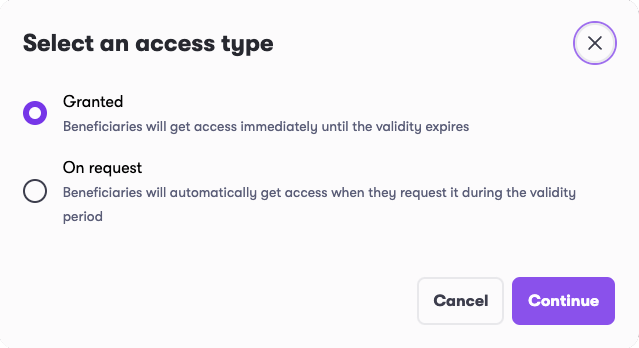 Select an access type
Granted
Beneficiaries will get access immediately until the validity expires
On request
Beneficiaries will automatically get access when they request it during the validity
period
Cancel
Continue